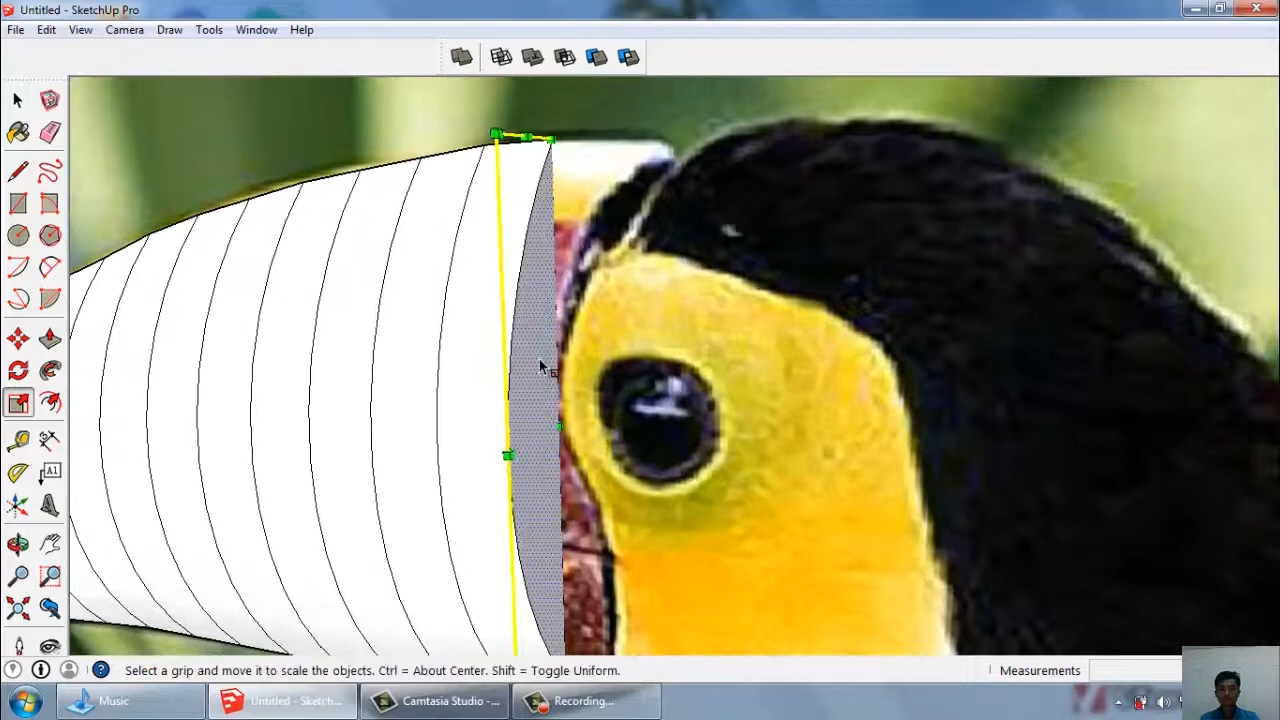 Untitled - SketchUp Pro
File Edit View Camera Draw Tools Window Help
A1
Select a grip and move it to scale the objects. Ctrl = About Center. Shift = Toggle Uniform.
Measurements
Music
Untitled - Sketch...
Camtasia Studio -...
Recording...